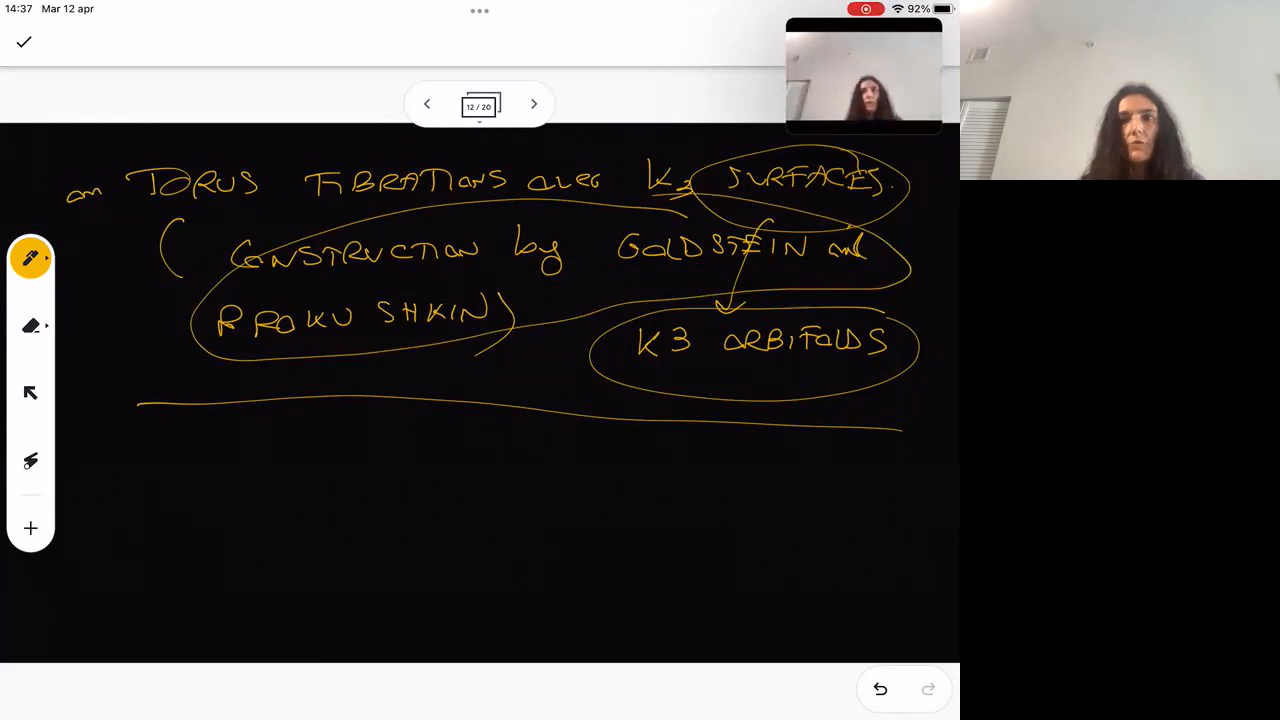 14:37 Mar 12 apr
92%
12 / 20
on TORUS FIBRATIONS over K3 SURFACES.
( CONSTRUCTION by GOLDSTEIN and
PROKUSHKIN)
K3 ORBIFOLDS